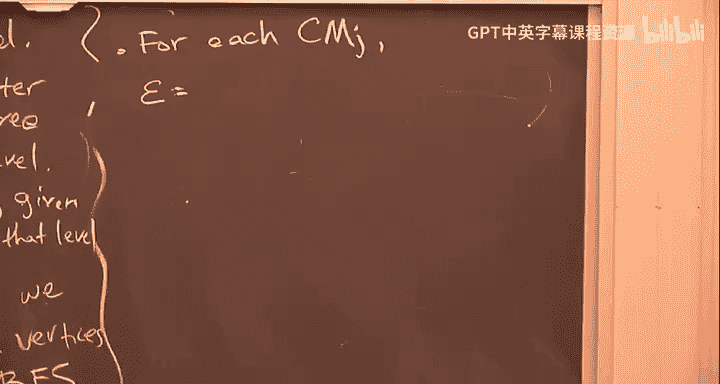 GPT中英字幕课程资源 bilibili
. For each CMj,
ε =
el.
ter
ree
vel.
given
that level
we
vertices
BFS